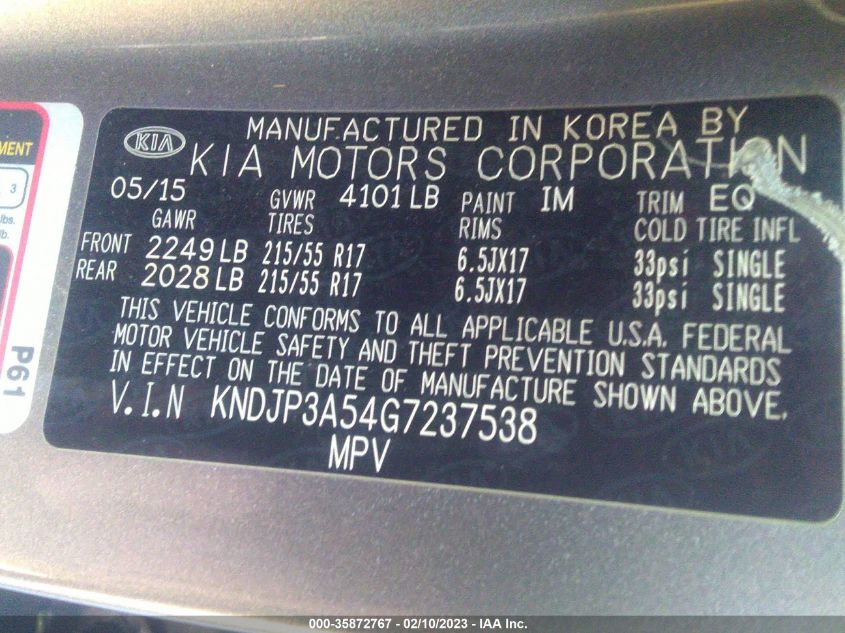 KIA
MANUFACTURED IN KOREA BY
KIA MOTORS CORPORATION
05/15 GVWR 4101 LB PAINT IM TRIM EQ
GAWR TIRES RIMS COLD TIRE INFL
FRONT 2249 LB 215/55 R17 6.5JX17 33psi SINGLE
REAR 2028 LB 215/55 R17 6.5JX17 33psi SINGLE
THIS VEHICLE CONFORMS TO ALL APPLICABLE U.S.A. FEDERAL
MOTOR VEHICLE SAFETY AND THEFT PREVENTION STANDARDS
IN EFFECT ON THE DATE OF MANUFACTURE SHOWN ABOVE.
V.I.N KNDJP3A54G7237538
MPV
MENT
3
lbs.
lb.
P61
000-35872767 - 02/10/2023 - IAA Inc.